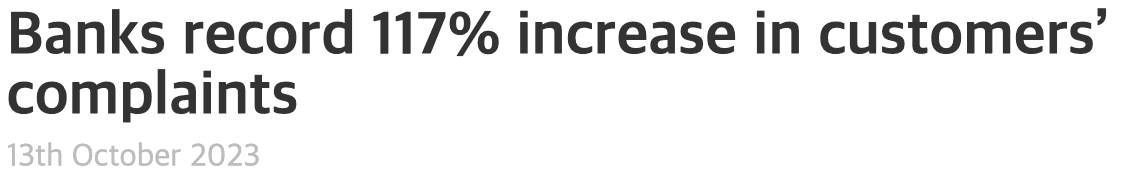 Banks record 117% increase in customers’
complaints
13th October 2023